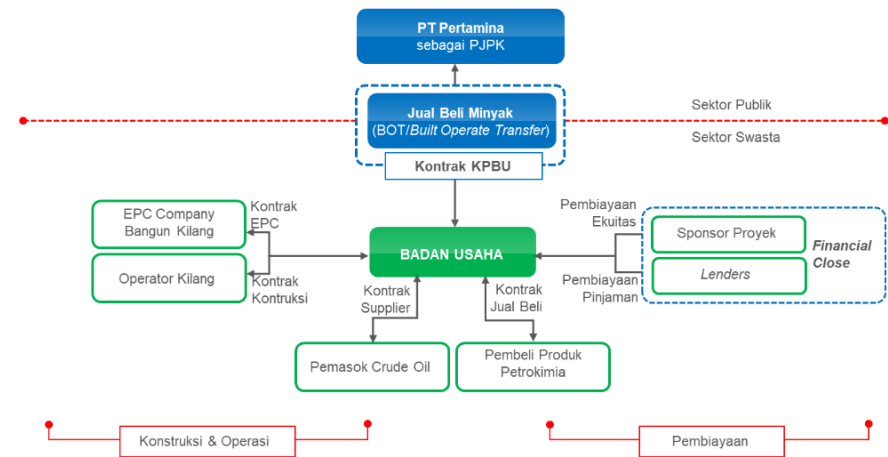 PT Pertamina
sebagai PJPK
Jual Beli Minyak
(BOT/Built Operate Transfer)
Kontrak KPBU
Sektor Publik
Sektor Swasta
EPC Company
Bangun Kilang
Operator Kilang
Kontrak
EPC
Kontrak
Kontruksi
BADAN USAHA
Pembiayaan
Ekuitas
Pembiayaan
Pinjaman
Sponsor Proyek
Lenders
Financial
Close
Kontrak
Supplier
Kontrak
Jual Beli
Pemasok Crude Oil
Pembeli Produk
Petrokimia
Konstruksi & Operasi
Pembiayaan